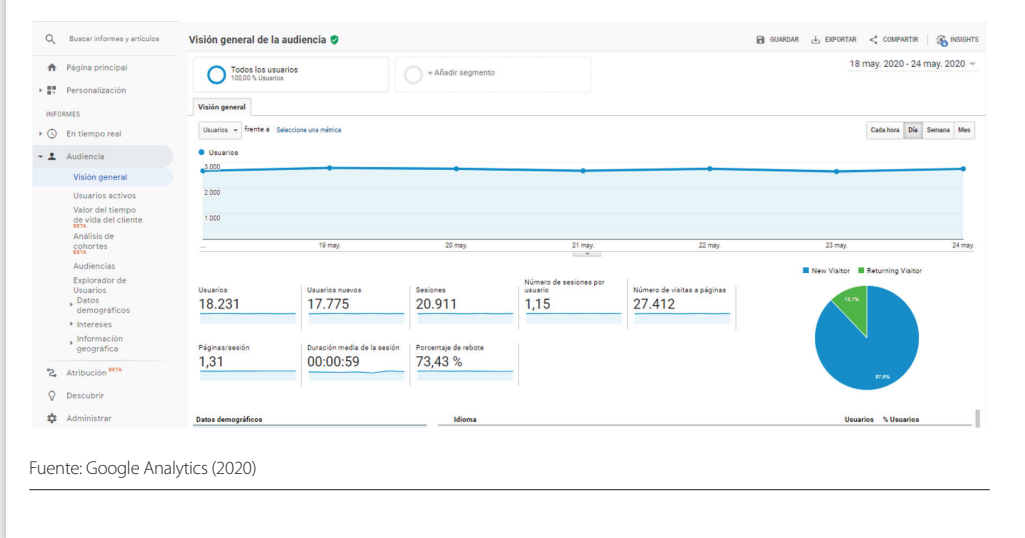 Buscar informes y artículos
Visión general de la audiencia
GUARDAR
EXPORTAR
COMPARTIR
INSIGHTS
Página principal
Personalización
INFORMES
En tiempo real
Audiencia
Visión general
Usuarios activos
Valor del tiempo
de vida del cliente
BETA
Análisis de
cohortes
BETA
Audiencias
Explorador de
Usuarios
Datos
demográficos
Intereses
Información
geográfica
Atribución BETA
Descubrir
Administrar
Todos los usuarios
100,00 % Usuarios
+ Añadir segmento
18 may. 2020 - 24 may. 2020
Visión general
Usuarios frente a Seleccione una métrica
Cada hora Día Semana Mes
Usuarios
3.000
2.000
1.000
...
19 may.
20 may.
21 may.
22 may.
23 may.
24 may.
New Visitor Returning Visitor
12,1%
87,9%
Usuarios
18.231
Usuarios nuevos
17.775
Sesiones
20.911
Número de sesiones por
usuario
1,15
Número de visitas a páginas
27.412
Páginas/sesión
1,31
Duración media de la sesión
00:00:59
Porcentaje de rebote
73,43 %
Datos demográficos
Idioma
Usuarios % Usuarios
Fuente: Google Analytics (2020)